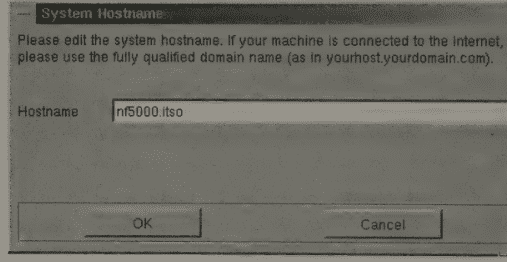 System Hostname
Please edit the system hostname. If your machine is connected to the Internet,
please use the fully qualified domain name (as in yourhost.yourdomain.com).
Hostname nf5000.itso
OK Cancel